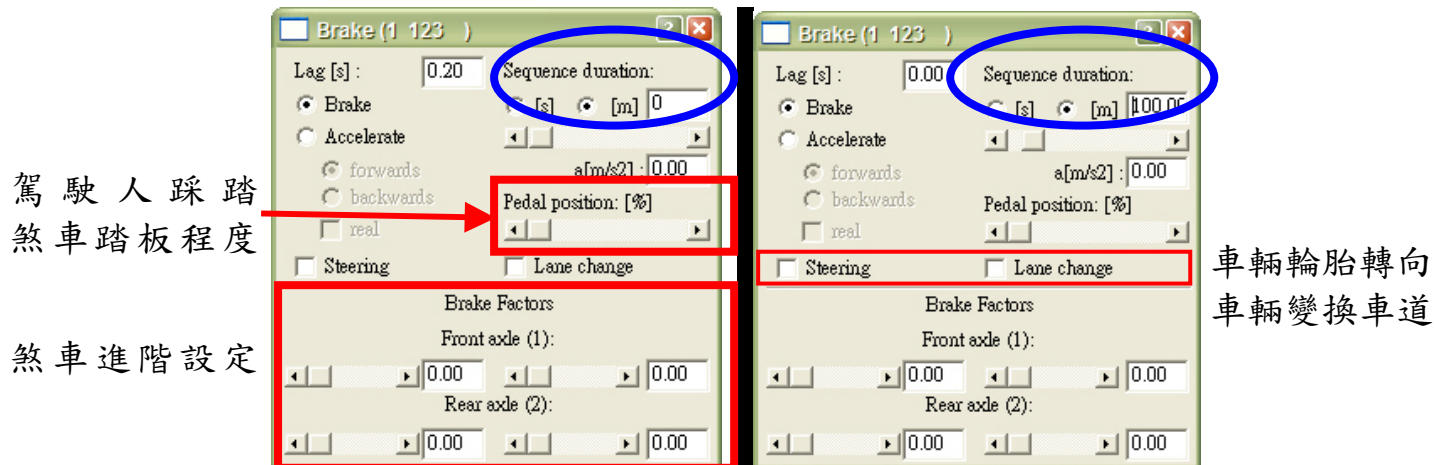 駕駛人踩踏
煞車踏板程度
煞車進階設定
Brake (1 123 )
Lag [s] : 0.20 Sequence duration:
Brake [s] [m] 0
Accelerate
forwards a[m/s2] : 0.00
backwards Pedal position: [%]
real
Steering Lane change
Brake Factors
Front axle (1):
0.00 0.00
Rear axle (2):
0.00 0.00
Brake (1 123 )
Lag [s] : 0.00 Sequence duration:
Brake [s] [m] 100.00
Accelerate
forwards a[m/s2] : 0.00
backwards Pedal position: [%]
real
Steering Lane change
Brake Factors
Front axle (1):
0.00 0.00
Rear axle (2):
0.00 0.00
車輛輪胎轉向
車輛變換車道